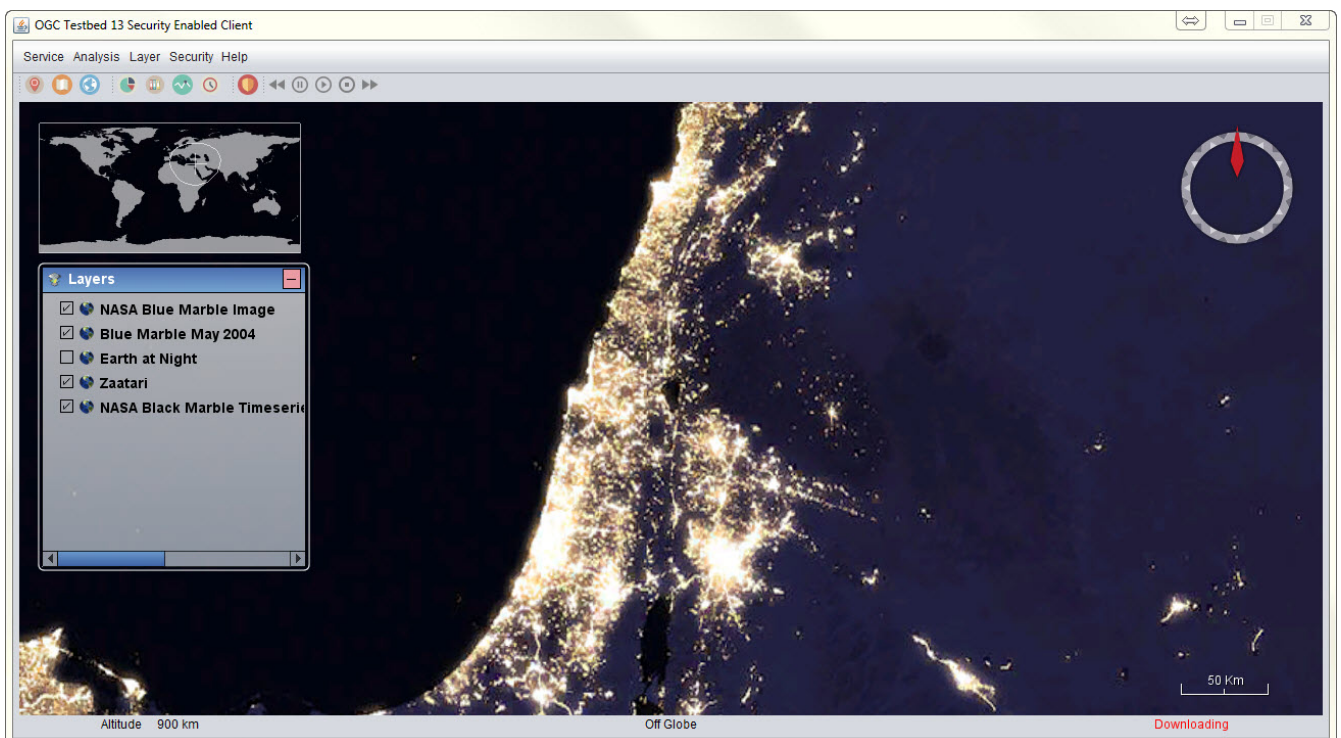 OGC Testbed 13 Security Enabled Client
Service Analysis Layer Security Help
Layers
NASA Blue Marble Image
Blue Marble May 2004
Earth at Night
Zaatari
NASA Black Marble Timeserie
50 Km
Altitude 900 km Off Globe Downloading